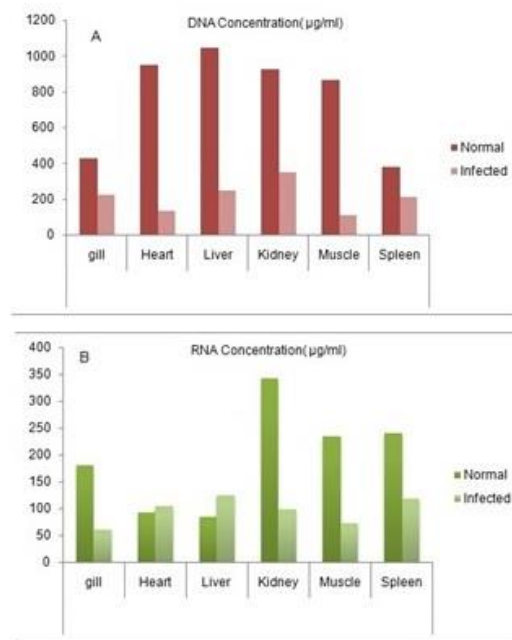 DNA Concentration( µg/ml)
A
1200
1000
800
600
400
200
0
gill Heart Liver Kidney Muscle Spleen
Normal
Infected
RNA Concentration( µg/ml)
B
400
350
300
250
200
150
100
50
0
gill Heart Liver Kidney Muscle Spleen
Normal
Infected